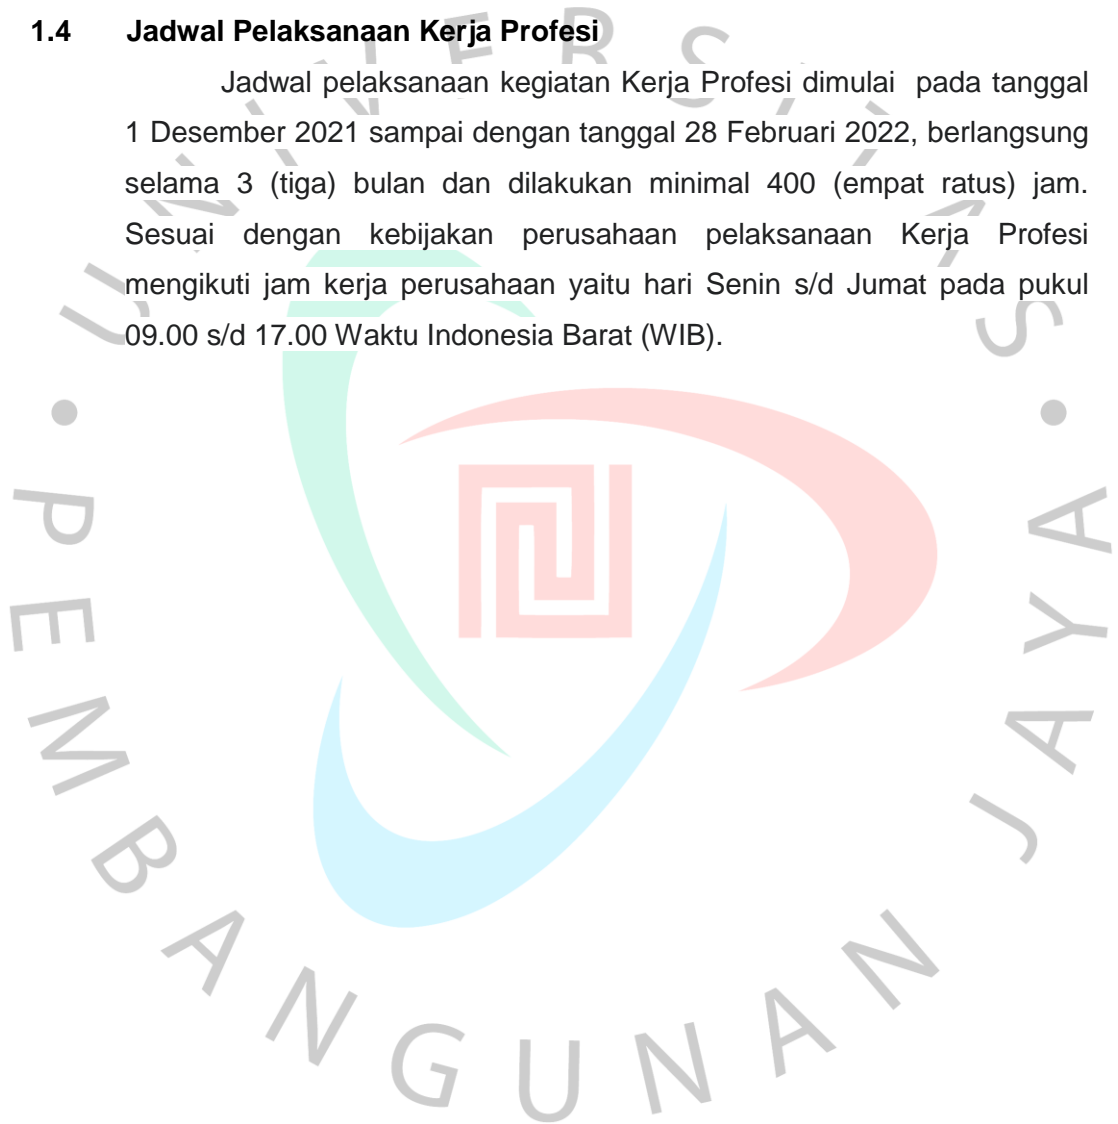 1.4 Jadwal Pelaksanaan Kerja Profesi
Jadwal pelaksanaan kegiatan Kerja Profesi dimulai pada tanggal
1 Desember 2021 sampai dengan tanggal 28 Februari 2022, berlangsung
selama 3 (tiga) bulan dan dilakukan minimal 400 (empat ratus) jam.
Sesuai dengan kebijakan perusahaan pelaksanaan Kerja Profesi
mengikuti jam kerja perusahaan yaitu hari Senin s/d Jumat pada pukul
09.00 s/d 17.00 Waktu Indonesia Barat (WIB).
UNIVERSITAS
PEMBANGUNAN JAYA